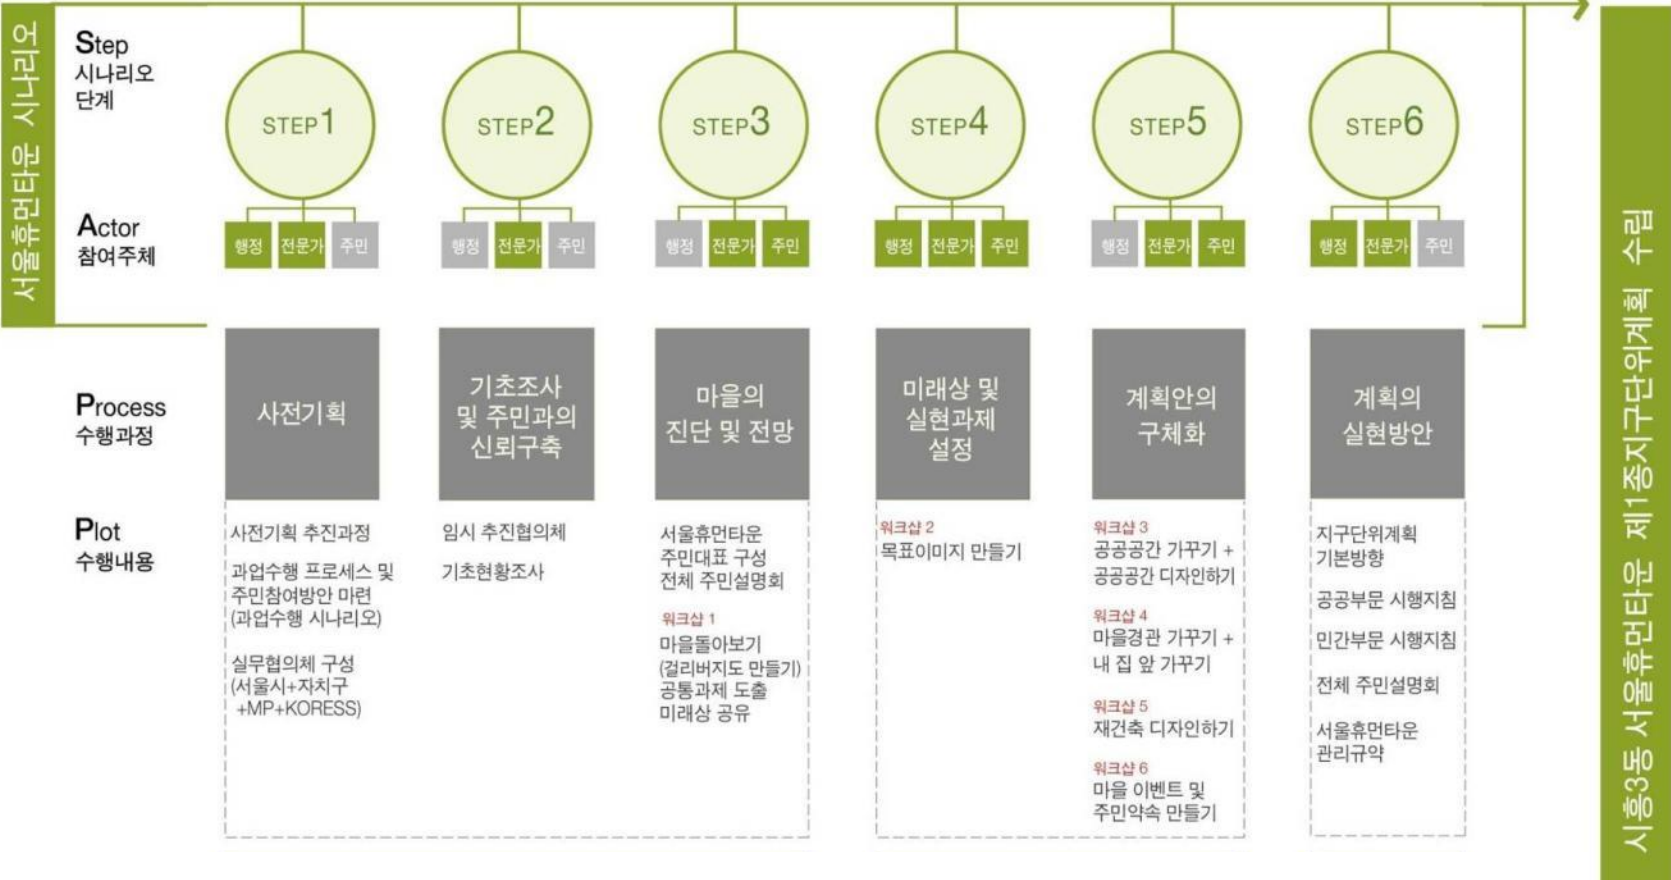 서울휴먼타운 시나리오
Step
시나리오
단계
STEP1
STEP2
STEP3
STEP4
STEP5
STEP6
Actor
참여주체
행정 전문가 주민
행정 전문가 주민
행정 전문가 주민
행정 전문가 주민
행정 전문가 주민
행정 전문가 주민
Process
수행과정
사전기획
기초조사
및 주민과의
신뢰구축
마을의
진단 및 전망
미래상 및
실현과제
설정
계획안의
구체화
계획의
실현방안
Plot
수행내용
사전기획 추진과정
과업수행 프로세스 및
주민참여방안 마련
(과업수행 시나리오)
실무협의체 구성
(서울시+자치구
+MP+KORESS)
임시 추진협의체
기초현황조사
서울휴먼타운
주민대표 구성
전체 주민설명회
워크샵 1
마을돌아보기
(걸리버지도 만들기)
공통과제 도출
미래상 공유
워크샵 2
목표이미지 만들기
워크샵 3
공공공간 가꾸기 +
공공공간 디자인하기
워크샵 4
마을경관 가꾸기 +
내 집 앞 가꾸기
워크샵 5
재건축 디자인하기
워크샵 6
마을 이벤트 및
주민약속 만들기
지구단위계획
기본방향
공공부문 시행지침
민간부문 시행지침
전체 주민설명회
서울휴먼타운
관리규약
시흥3동 서울휴먼타운 제1종지구단위계획 수립